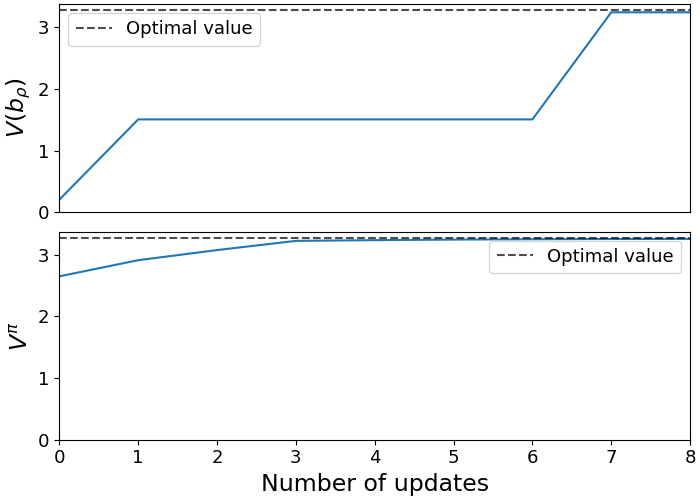 3
2
1
0
V(b_ρ)
Optimal value
3
2
1
0
V^π
Optimal value
0 1 2 3 4 5 6 7 8
Number of updates